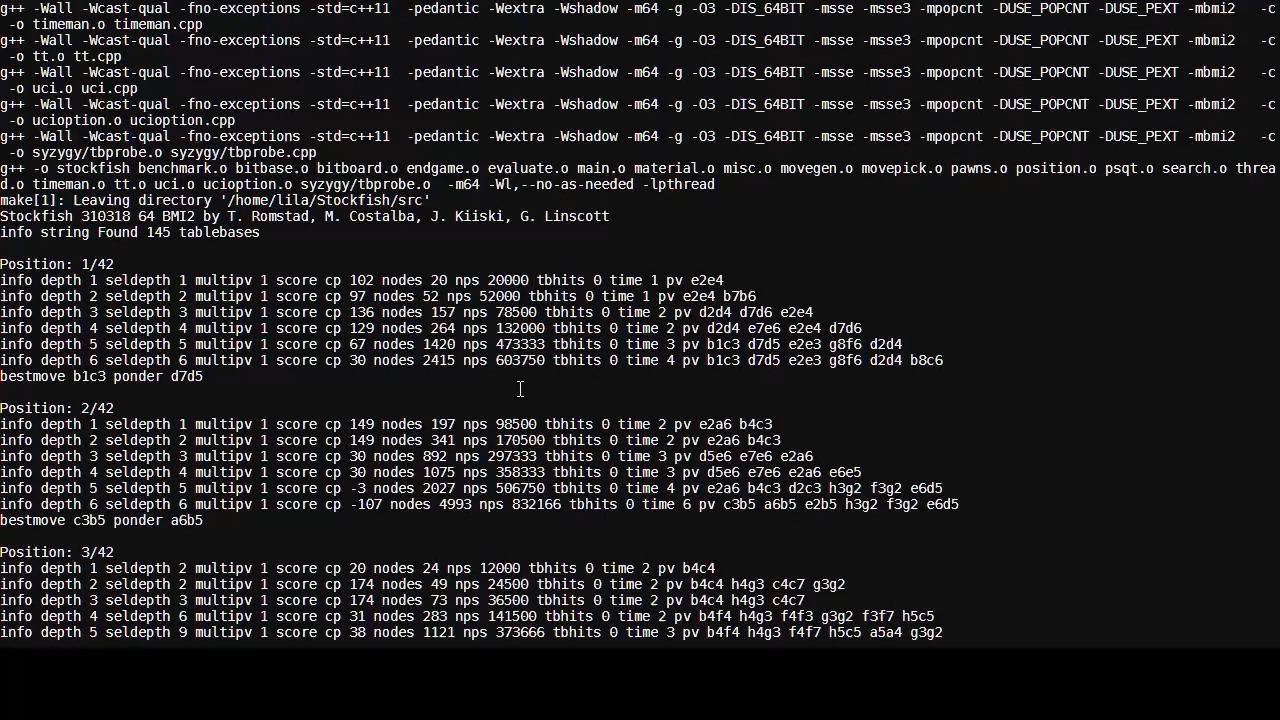 g++ -Wall -Wcast-qual -fno-exceptions -std=c++11  -pedantic -Wextra -Wshadow -m64 -g -O3 -DIS_64BIT -msse -msse3 -mpopcnt -DUSE_POPCNT -DUSE_PEXT -mbmi2   -c
 -o timeman.o timeman.cpp
g++ -Wall -Wcast-qual -fno-exceptions -std=c++11  -pedantic -Wextra -Wshadow -m64 -g -O3 -DIS_64BIT -msse -msse3 -mpopcnt -DUSE_POPCNT -DUSE_PEXT -mbmi2   -c
 -o tt.o tt.cpp
g++ -Wall -Wcast-qual -fno-exceptions -std=c++11  -pedantic -Wextra -Wshadow -m64 -g -O3 -DIS_64BIT -msse -msse3 -mpopcnt -DUSE_POPCNT -DUSE_PEXT -mbmi2   -c
 -o uci.o uci.cpp
g++ -Wall -Wcast-qual -fno-exceptions -std=c++11  -pedantic -Wextra -Wshadow -m64 -g -O3 -DIS_64BIT -msse -msse3 -mpopcnt -DUSE_POPCNT -DUSE_PEXT -mbmi2   -c
 -o ucioption.o ucioption.cpp
g++ -Wall -Wcast-qual -fno-exceptions -std=c++11  -pedantic -Wextra -Wshadow -m64 -g -O3 -DIS_64BIT -msse -msse3 -mpopcnt -DUSE_POPCNT -DUSE_PEXT -mbmi2   -c
 -o syzygy/tbprobe.o syzygy/tbprobe.cpp
g++ -o stockfish benchmark.o bitbase.o bitboard.o endgame.o evaluate.o main.o material.o misc.o movegen.o movepick.o pawns.o position.o psqt.o search.o threa
d.o timeman.o tt.o uci.o ucioption.o syzygy/tbprobe.o  -m64 -Wl,--no-as-needed -lpthread
make[1]: Leaving directory '/home/lila/Stockfish/src'
Stockfish 310318 64 BMI2 by T. Romstad, M. Costalba, J. Kiiski, G. Linscott
info string Found 145 tablebases

Position: 1/42
info depth 1 seldepth 1 multipv 1 score cp 102 nodes 20 nps 20000 tbhits 0 time 1 pv e2e4
info depth 2 seldepth 2 multipv 1 score cp 97 nodes 52 nps 52000 tbhits 0 time 1 pv e2e4 b7b6
info depth 3 seldepth 3 multipv 1 score cp 136 nodes 157 nps 78500 tbhits 0 time 2 pv d2d4 d7d6 e2e4
info depth 4 seldepth 4 multipv 1 score cp 129 nodes 264 nps 132000 tbhits 0 time 2 pv d2d4 e7e6 e2e4 d7d6
info depth 5 seldepth 5 multipv 1 score cp 67 nodes 1420 nps 473333 tbhits 0 time 3 pv b1c3 d7d5 e2e3 g8f6 d2d4
info depth 6 seldepth 6 multipv 1 score cp 30 nodes 2415 nps 603750 tbhits 0 time 4 pv b1c3 d7d5 e2e3 g8f6 d2d4 b8c6
bestmove b1c3 ponder d7d5

Position: 2/42
info depth 1 seldepth 1 multipv 1 score cp 149 nodes 197 nps 98500 tbhits 0 time 2 pv e2a6 b4c3
info depth 2 seldepth 2 multipv 1 score cp 149 nodes 341 nps 170500 tbhits 0 time 2 pv e2a6 b4c3
info depth 3 seldepth 3 multipv 1 score cp 30 nodes 892 nps 297333 tbhits 0 time 3 pv d5e6 e7e6 e2a6
info depth 4 seldepth 4 multipv 1 score cp 30 nodes 1075 nps 358333 tbhits 0 time 3 pv d5e6 e7e6 e2a6 e6e5
info depth 5 seldepth 5 multipv 1 score cp -3 nodes 2027 nps 506750 tbhits 0 time 4 pv e2a6 b4c3 d2c3 h3g2 f3g2 e6d5
info depth 6 seldepth 6 multipv 1 score cp -107 nodes 4993 nps 832166 tbhits 0 time 6 pv c3b5 a6b5 e2b5 h3g2 f3g2 e6d5
bestmove c3b5 ponder a6b5

Position: 3/42
info depth 1 seldepth 2 multipv 1 score cp 20 nodes 24 nps 12000 tbhits 0 time 2 pv b4c4
info depth 2 seldepth 2 multipv 1 score cp 174 nodes 49 nps 24500 tbhits 0 time 2 pv b4c4 h4g3 c4c7 g3g2
info depth 3 seldepth 3 multipv 1 score cp 174 nodes 73 nps 36500 tbhits 0 time 2 pv b4c4 h4g3 c4c7
info depth 4 seldepth 6 multipv 1 score cp 31 nodes 283 nps 141500 tbhits 0 time 2 pv b4f4 h4g3 f4f3 g3g2 f3f7 h5c5
info depth 5 seldepth 9 multipv 1 score cp 38 nodes 1121 nps 373666 tbhits 0 time 3 pv b4f4 h4g3 f4f7 h5c5 a5a4 g3g2